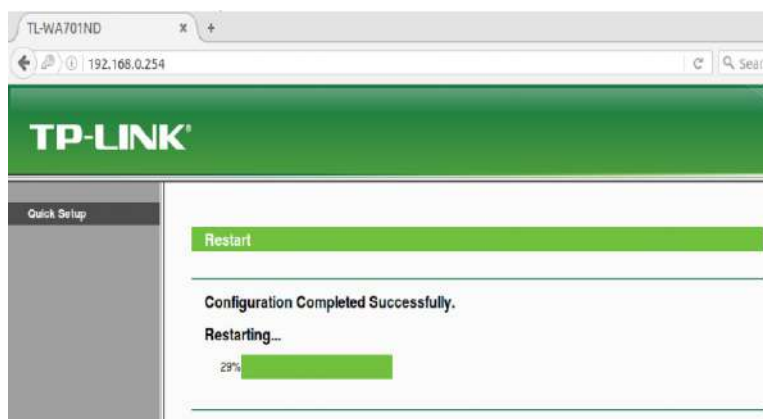 TL-WA701ND
192.168.0.254
TP-LINK®
Quick Setup
Restart
Configuration Completed Successfully.
Restarting...
29%